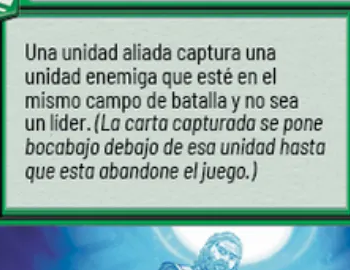 Una unidad aliada captura una
unidad enemiga que esté en el
mismo campo de batalla y no sea
un líder. (La carta capturada se pone
bocabajo debajo de esa unidad hasta
que esta abandone el juego.)